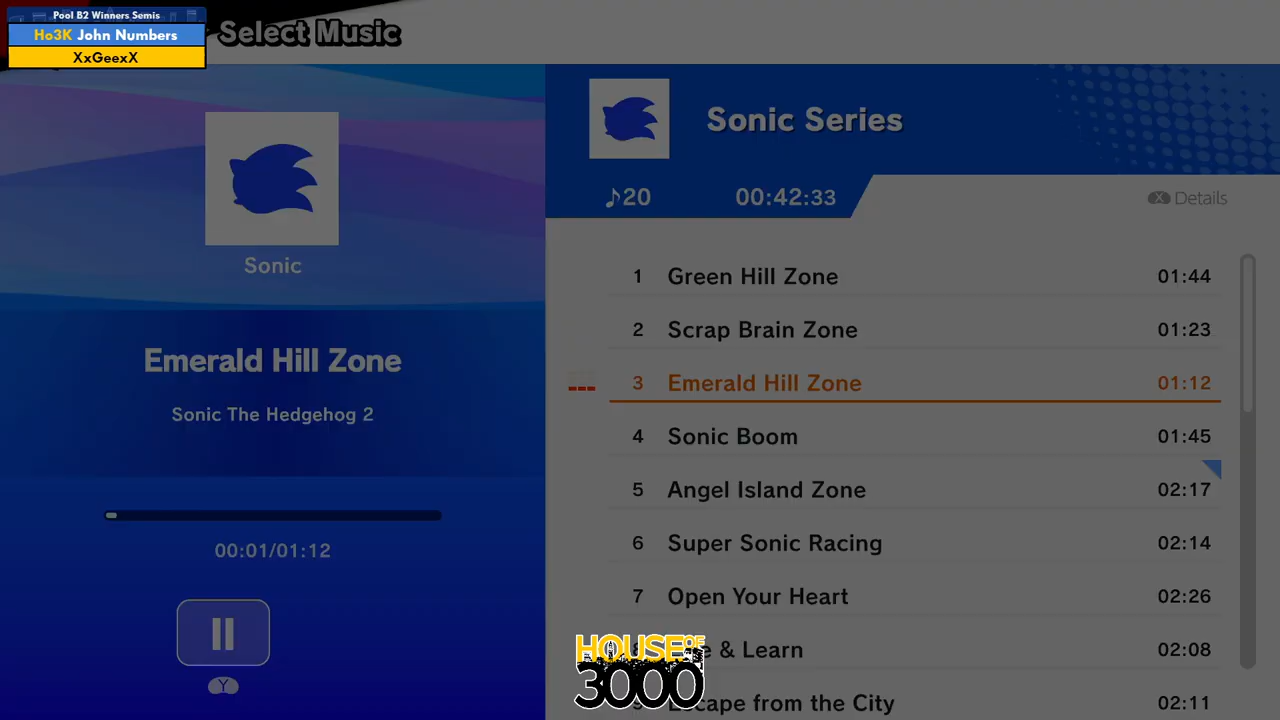 Pool B2 Winners Semis
Ho3K John Numbers
XxGeexX
Select Music
Sonic
Emerald Hill Zone
Sonic The Hedgehog 2
00:01/01:12
Y
Sonic Series
♪20 00:42:33
X Details
1 Green Hill Zone 01:44
2 Scrap Brain Zone 01:23
3 Emerald Hill Zone 01:12
4 Sonic Boom 01:45
5 Angel Island Zone 02:17
6 Super Sonic Racing 02:14
7 Open Your Heart 02:26
& Learn 02:08
Escape from the City 02:11
HOUSE OF
3000